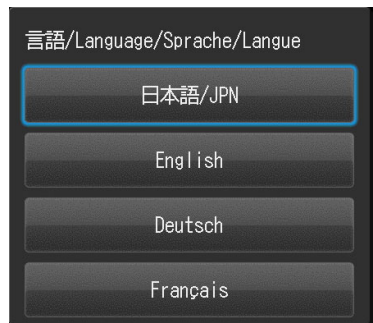 言語/Language/Sprache/Langue
日本語/JPN
English
Deutsch
Français